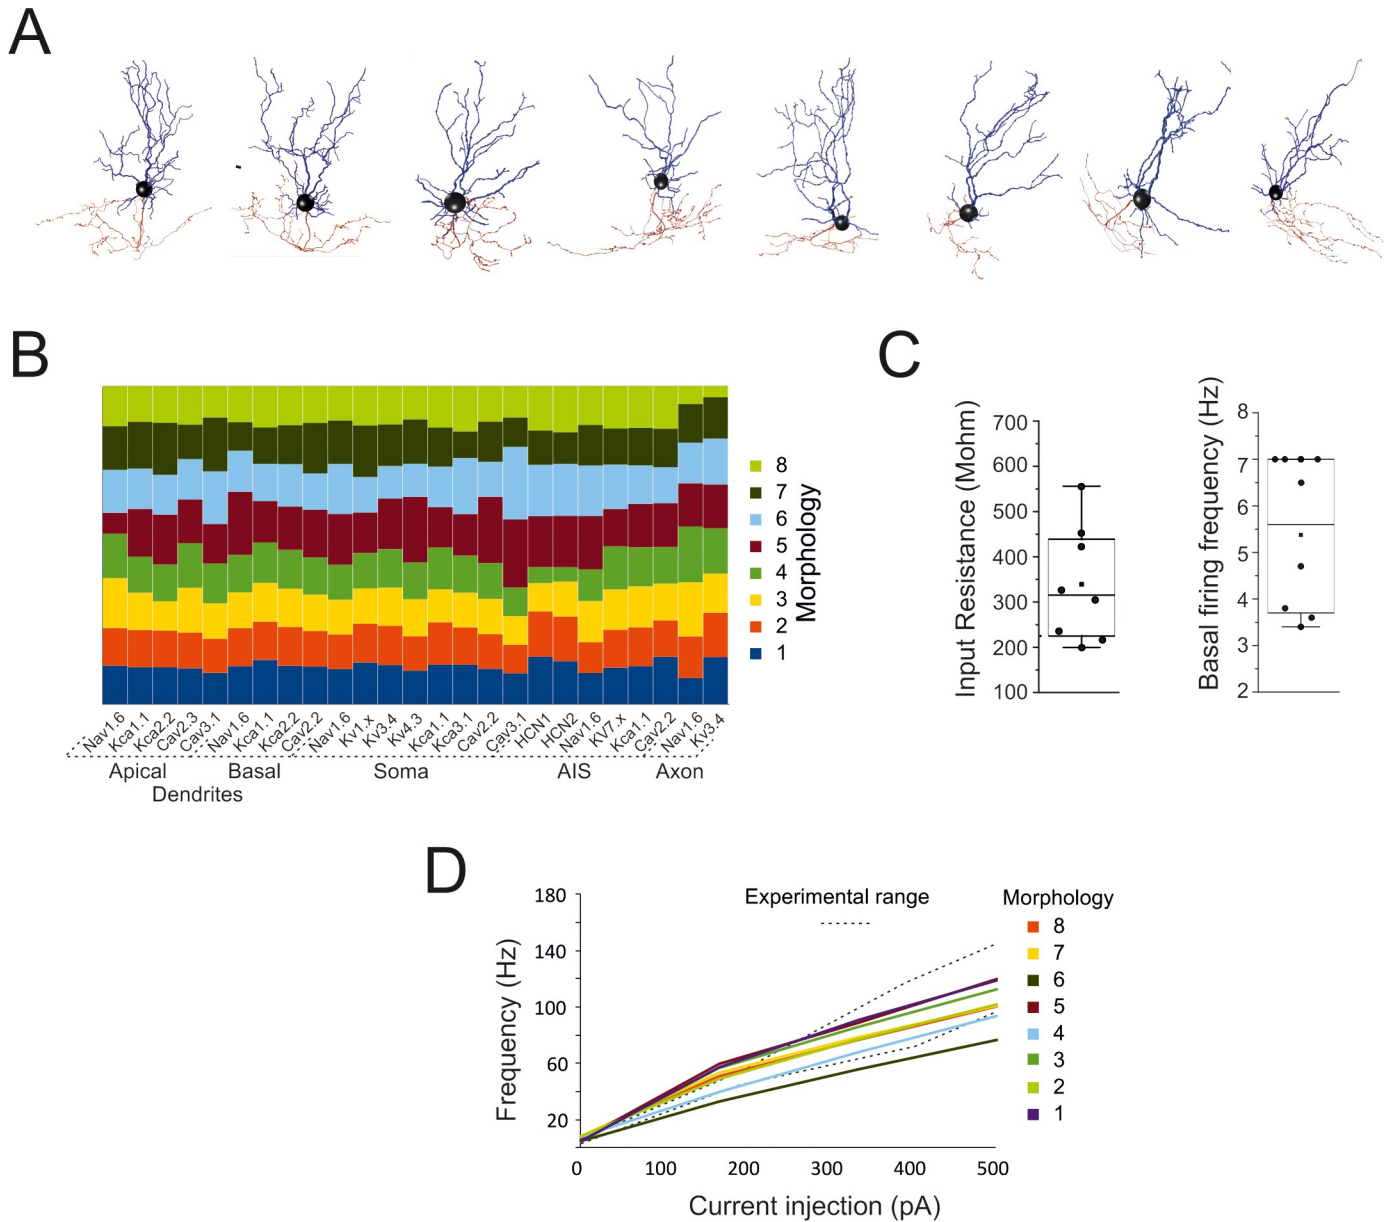 A
B
8
7
6
5
4
3
2
1
Morphology
Nav1.6
Kca1.1
Kca2.2
Cav2.3
Cav3.1
Nav1.6
Kca1.1
Kca2.2
Cav2.2
Nav1.6
Kv1.x
Kv3.4
Kv4.3
Kca1.1
Kca3.1
Cav2.2
Cav3.1
HCN1
HCN2
Nav1.6
KV7.x
Kca1.1
Cav2.2
Nav1.6
Kv3.4
Apical
Basal
Soma
AIS
Axon
Dendrites
C
Input Resistance (Mohm)
700
600
500
400
300
200
100
Basal firing frequency (Hz)
8
7
6
5
4
3
2
D
Frequency (Hz)
180
140
100
60
20
0
100
200
300
400
500
Current injection (pA)
Experimental range
Morphology
8
7
6
5
4
3
2
1